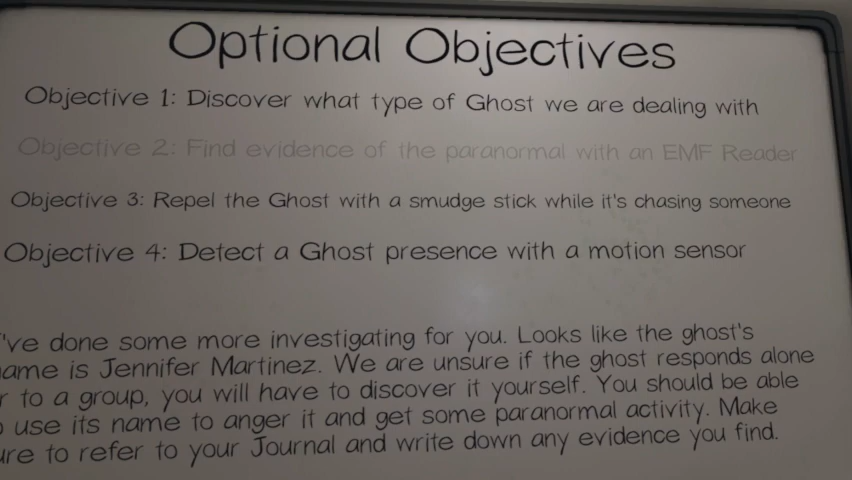 Optional Objectives
Objective 1: Discover what type of Ghost we are dealing with
Objective 2: Find evidence of the paranormal with an EMF Reader
Objective 3: Repel the Ghost with a smudge stick while it's chasing someone
Objective 4: Detect a Ghost presence with a motion sensor
've done some more investigating for you. Looks like the ghost's
ame is Jennifer Martinez. We are unsure if the ghost responds alone
r to a group, you will have to discover it yourself. You should be able
o use its name to anger it and get some paranormal activity. Make
ure to refer to your Journal and write down any evidence you find.